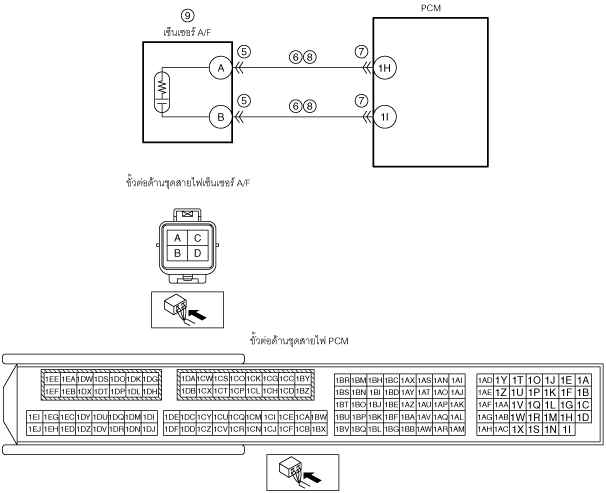 ⑨ PCM
เซ็นเซอร์ A/F
⑤ ⑥⑧ ⑦
A 1H
⑤ ⑥⑧ ⑦
B 1I
ขั้วต่อด้านชุดสายไฟเซ็นเซอร์ A/F
A C
B D
ขั้วต่อด้านชุดสายไฟ PCM
1EE 1EA 1DW 1DS 1DO 1DK 1DG 1DA 1CW 1CS 1CO 1CK 1CG 1CC 1BY 1BR 1BM 1BH 1BC 1AX 1AS 1AN 1AI 1AD 1Y 1T 1O 1J 1E 1A
1EF 1EB 1DX 1DT 1DP 1DL 1DH 1DB 1CX 1CT 1CP 1CL 1CH 1CD 1BZ 1BS 1BN 1BI 1BD 1AY 1AT 1AO 1AJ 1AE 1Z 1U 1P 1K 1F 1B
1EI 1EG 1EC 1DY 1DU 1DQ 1DM 1DI 1DE 1DC 1CY 1CU 1CQ 1CM 1CI 1CE 1CA 1BW 1BT 1BO 1BJ 1BE 1AZ 1AU 1AP 1AK 1AF 1AA 1V 1Q 1L 1G 1C
1BU 1BP 1BK 1BF 1BA 1AV 1AQ 1AL 1AG 1AB 1W 1R 1M 1H 1D
1EJ 1EH 1ED 1DZ 1DV 1DR 1DN 1DJ 1DF 1DD 1CZ 1CV 1CR 1CN 1CJ 1CF 1CB 1BX 1BV 1BQ 1BL 1BG 1BB 1AW 1AR 1AM 1AH 1AC 1X 1S 1N 1I